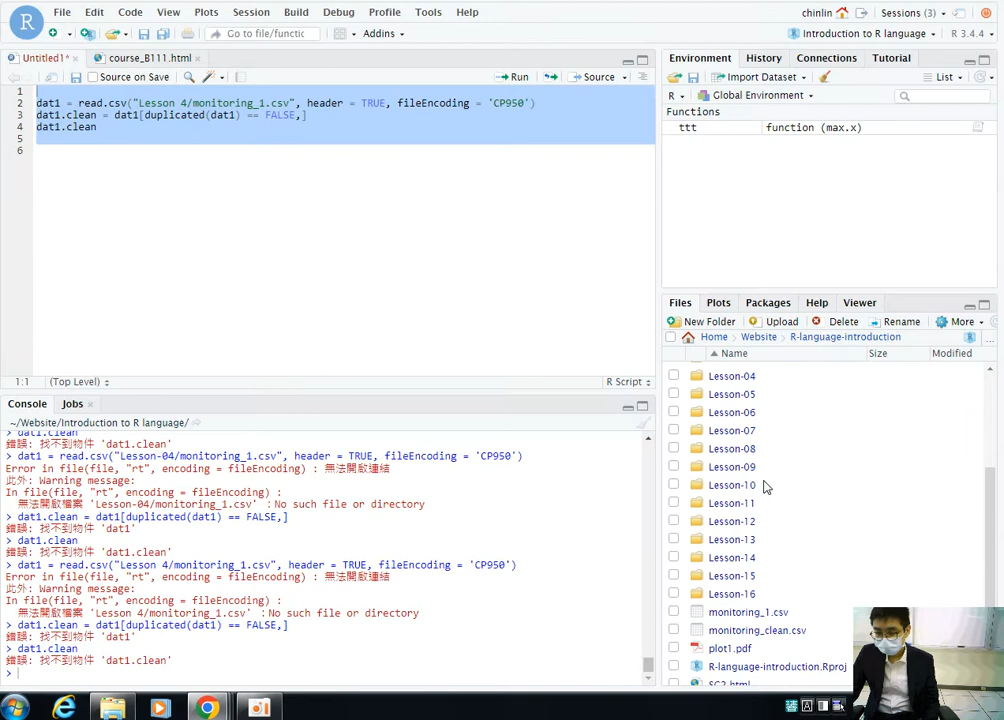 R File Edit Code View Plots Session Build Debug Profile Tools Help chinlin Sessions (3)
Go to file/functic Addins Introduction to R language R 3.4.4
Untitled1* × course_B111.html × Environment History Connections Tutorial
Source on Save Run Source Import Dataset List
R Global Environment
1
2 dat1 = read.csv("Lesson 4/monitoring_1.csv", header = TRUE, fileEncoding = 'CP950')
3 dat1.clean = dat1[duplicated(dat1) == FALSE,]
4 dat1.clean
5
6
Functions
ttt function (max.x)
1:1 (Top Level) R Script
Files Plots Packages Help Viewer
New Folder Upload Delete Rename More
Home Website R-language-introduction ...
Name Size Modified
Lesson-04
Lesson-05
Lesson-06
Lesson-07
Lesson-08
Lesson-09
Lesson-10
Lesson-11
Lesson-12
Lesson-13
Lesson-14
Lesson-15
Lesson-16
monitoring_1.csv
monitoring_clean.csv
plot1.pdf
R-language-introduction.Rproj
SC2.html
Console Jobs ×
~/Website/Introduction to R language/
> dat1.clean
錯誤: 找不到物件 'dat1.clean'
> dat1 = read.csv("Lesson-04/monitoring_1.csv", header = TRUE, fileEncoding = 'CP950')
Error in file(file, "rt", encoding = fileEncoding) : 無法開啟連結
此外: Warning message:
In file(file, "rt", encoding = fileEncoding) :
無法開啟檔案 'Lesson-04/monitoring_1.csv' :No such file or directory
> dat1.clean = dat1[duplicated(dat1) == FALSE,]
錯誤: 找不到物件 'dat1'
> dat1.clean
錯誤: 找不到物件 'dat1.clean'
> dat1 = read.csv("Lesson 4/monitoring_1.csv", header = TRUE, fileEncoding = 'CP950')
Error in file(file, "rt", encoding = fileEncoding) : 無法開啟連結
此外: Warning message:
In file(file, "rt", encoding = fileEncoding) :
無法開啟檔案 'Lesson 4/monitoring_1.csv' :No such file or directory
> dat1.clean = dat1[duplicated(dat1) == FALSE,]
錯誤: 找不到物件 'dat1'
> dat1.clean
錯誤: 找不到物件 'dat1.clean'
>